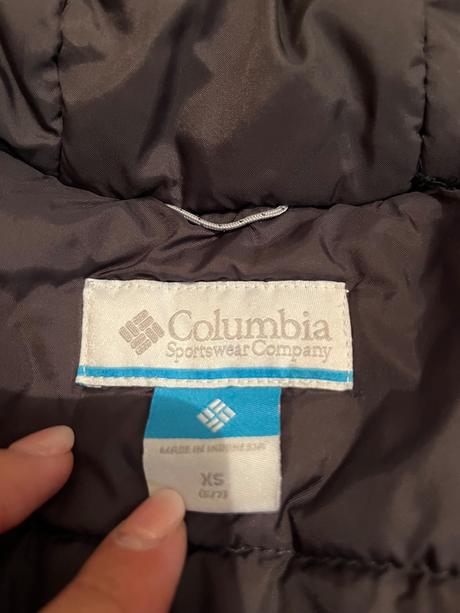 Columbia
Sportswear Company
MADE IN INDONESIA
XS